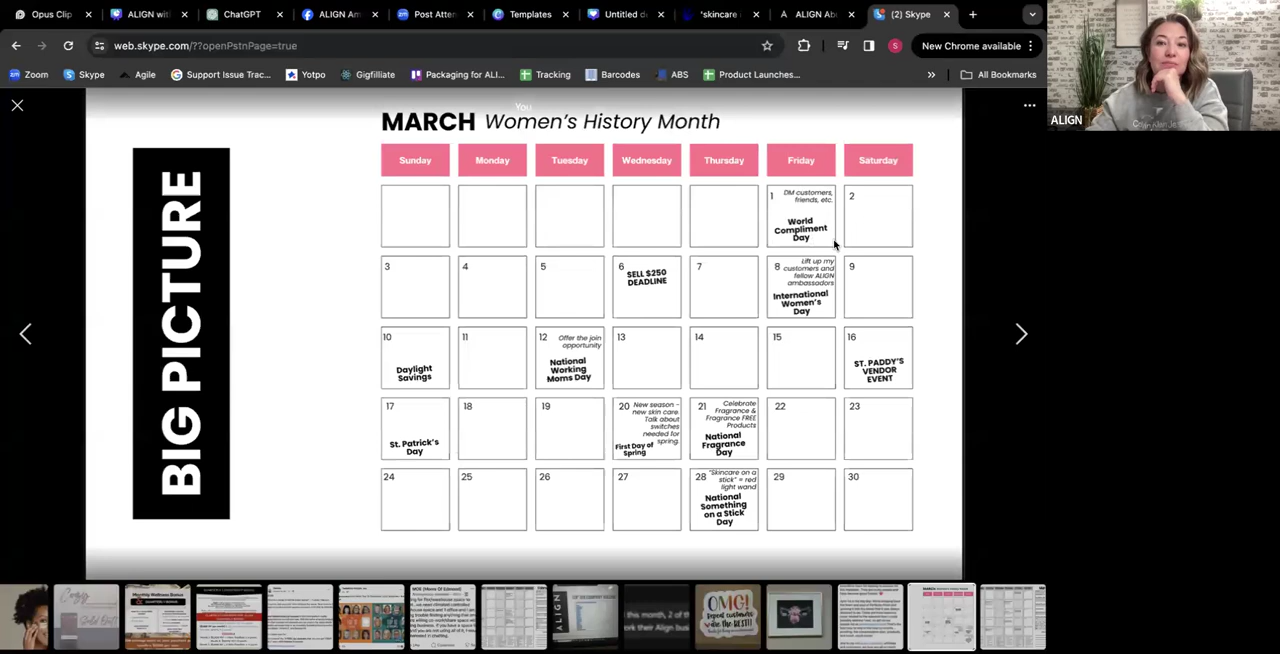 Opus Clip
ALIGN wit
ChatGPT
ALIGN Am
Post Atten
Templates
Untitled d
'skincare
ALIGN Ab
(2) Skype
web.skype.com/??openPstnPage=true
S
New Chrome available
Zoom
Skype
Agile
Support Issue Trac...
Yotpo
Gigfilliate
Packaging for ALI...
Tracking
Barcodes
ABS
Product Launches...
All Bookmarks
ALIGN
You
MARCH Women's History Month
BIG PICTURE
Sunday Monday Tuesday Wednesday Thursday Friday Saturday
1
DM customers,
friends, etc.
World
Compliment
Day
2
3
4
5
6
SELL $250
DEADLINE
7
8
Lift up my
customers and
fellow ALIGN
ambassadors
International
Women's
Day
9
10
Daylight
Savings
11
12
Offer the join
opportunity
National
Working
Moms Day
13
14
15
16
ST. PADDY'S
VENDOR
EVENT
17
St. Patrick's
Day
18
19
20
New season -
new skin care.
Talk about
switches
needed for
spring.
First Day of
Spring
21
Celebrate
Fragrance &
Fragrance FREE
Products
National
Fragrance
Day
22
23
24
25
26
27
28
"Skincare on a
stick" = red
light wand
National
Something
on a Stick
Day
29
30